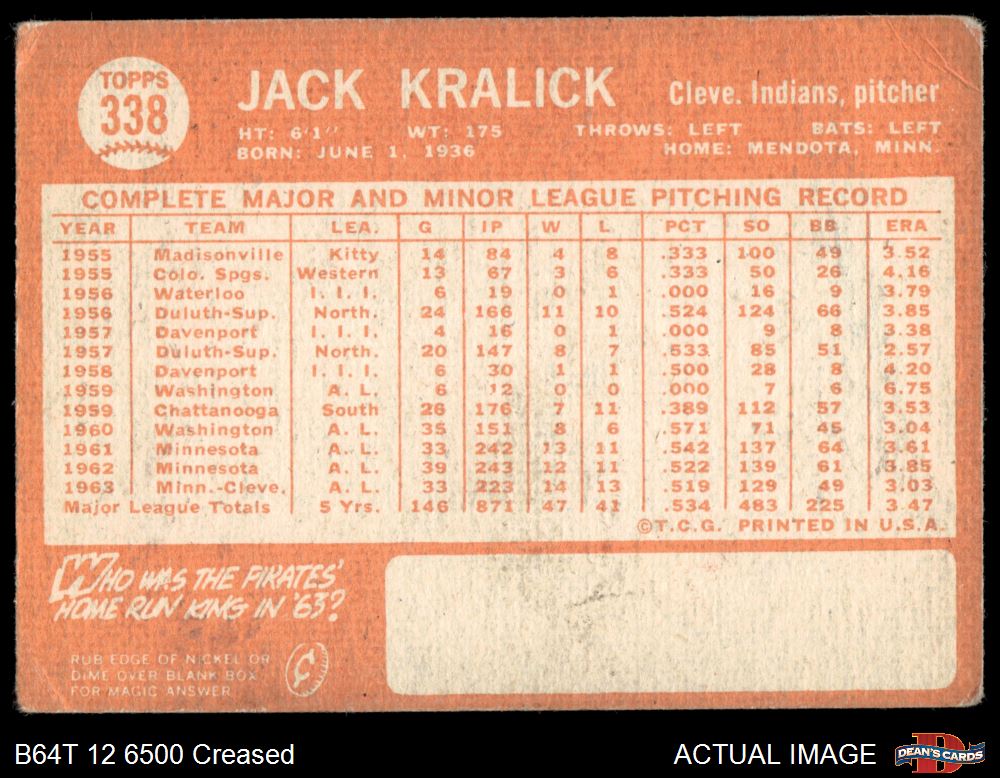 TOPPS
338
JACK KRALICK
Cleve. Indians, pitcher
HT: 6'1" WT: 175 THROWS: LEFT BATS: LEFT
BORN: JUNE 1, 1936 HOME: MENDOTA, MINN.
COMPLETE MAJOR AND MINOR LEAGUE PITCHING RECORD
YEAR TEAM LEA. G IP W L PCT SO BB ERA
1955 Madisonville Kitty 14 84 4 8 .333 100 49 3.52
1955 Colo. Spgs. Western 13 67 3 6 .333 50 26 4.16
1956 Waterloo I. I. I. 6 19 0 1 .000 16 9 3.79
1956 Duluth-Sup. North. 24 166 11 10 .524 124 66 3.85
1957 Davenport I. I. I. 4 16 0 1 .000 9 8 3.38
1957 Duluth-Sup. North. 20 147 8 7 .533 85 51 2.57
1958 Davenport I. I. I. 6 30 1 1 .500 28 8 4.20
1959 Washington A. L. 6 12 0 0 .000 7 6 6.75
1959 Chattanooga South 26 176 7 11 .389 112 57 3.53
1960 Washington A. L. 35 151 8 6 .571 71 45 3.04
1961 Minnesota A. L. 33 242 13 11 .542 137 64 3.61
1962 Minnesota A. L. 39 243 12 11 .522 139 61 3.85
1963 Minn.-Cleve. A. L. 33 223 14 13 .519 129 49 3.03
Major League Totals 5 Yrs. 146 871 47 41 .534 483 225 3.47
©T.C.G. PRINTED IN U.S.A.
WHO WAS THE PIRATES'
HOME RUN KING IN '63?
RUB EDGE OF NICKEL OR
DIME OVER BLANK BOX
FOR MAGIC ANSWER
B64T 12 6500 Creased
ACTUAL IMAGE
DEAN'S CARDS